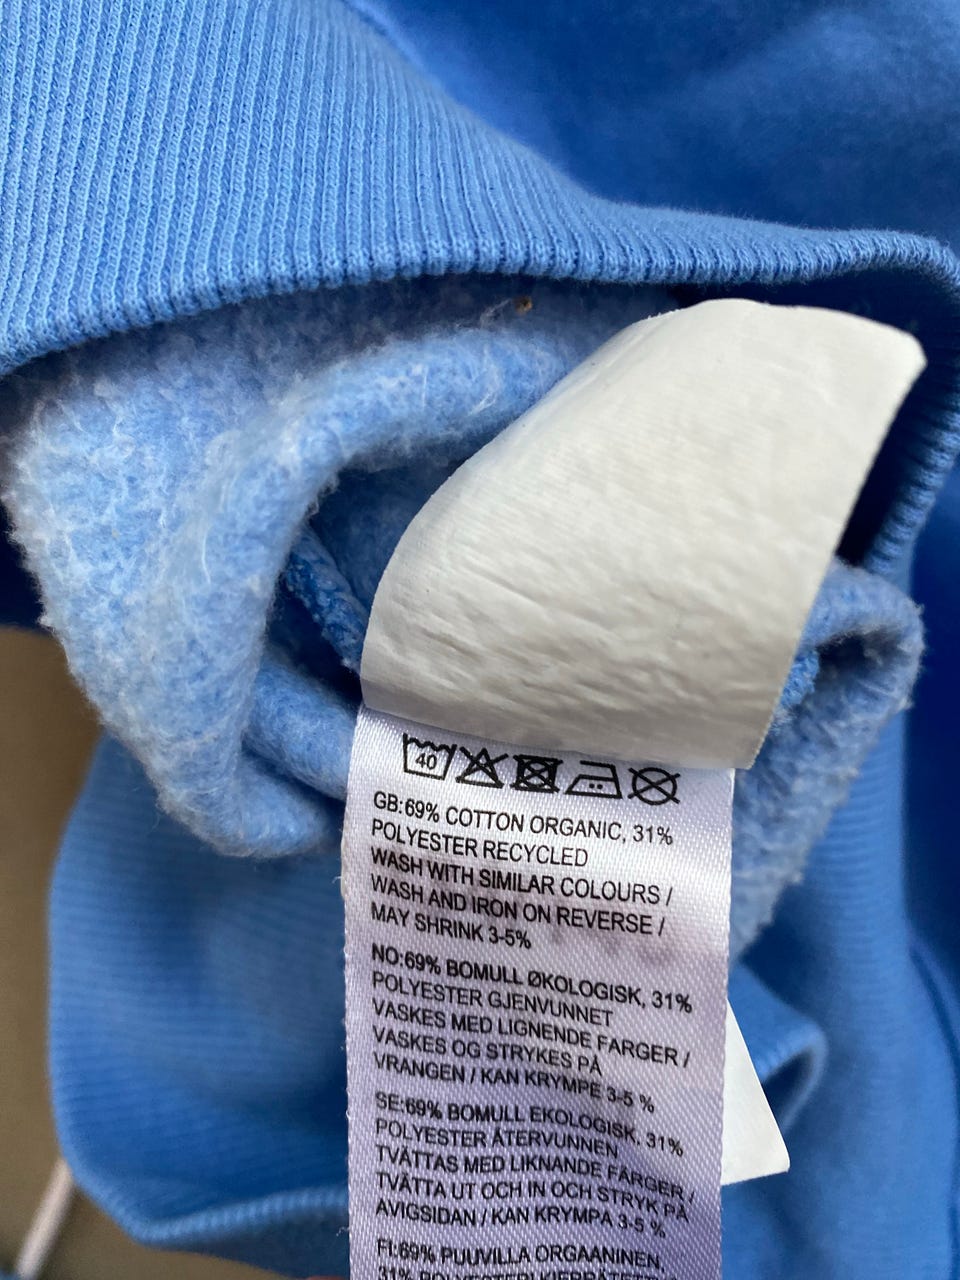 40
GB:69% COTTON ORGANIC, 31%
POLYESTER RECYCLED
WASH WITH SIMILAR COLOURS /
WASH AND IRON ON REVERSE /
MAY SHRINK 3-5%
NO:69% BOMULL ØKOLOGISK, 31%
POLYESTER GJENVUNNET
VASKES MED LIGNENDE FARGER /
VASKES OG STRYKES PÅ
VRANGEN / KAN KRYMPE 3-5 %
SE:69% BOMULL EKOLOGISK, 31%
POLYESTER ÅTERVUNNEN
TVÄTTAS MED LIKNANDE FÄRGER /
TVÄTTA UT OCH IN OCH STRYK PÅ
AVIGSIDAN / KAN KRYMPA 3-5 %
FI:69% PUUVILLA ORGAANINEN,
31%